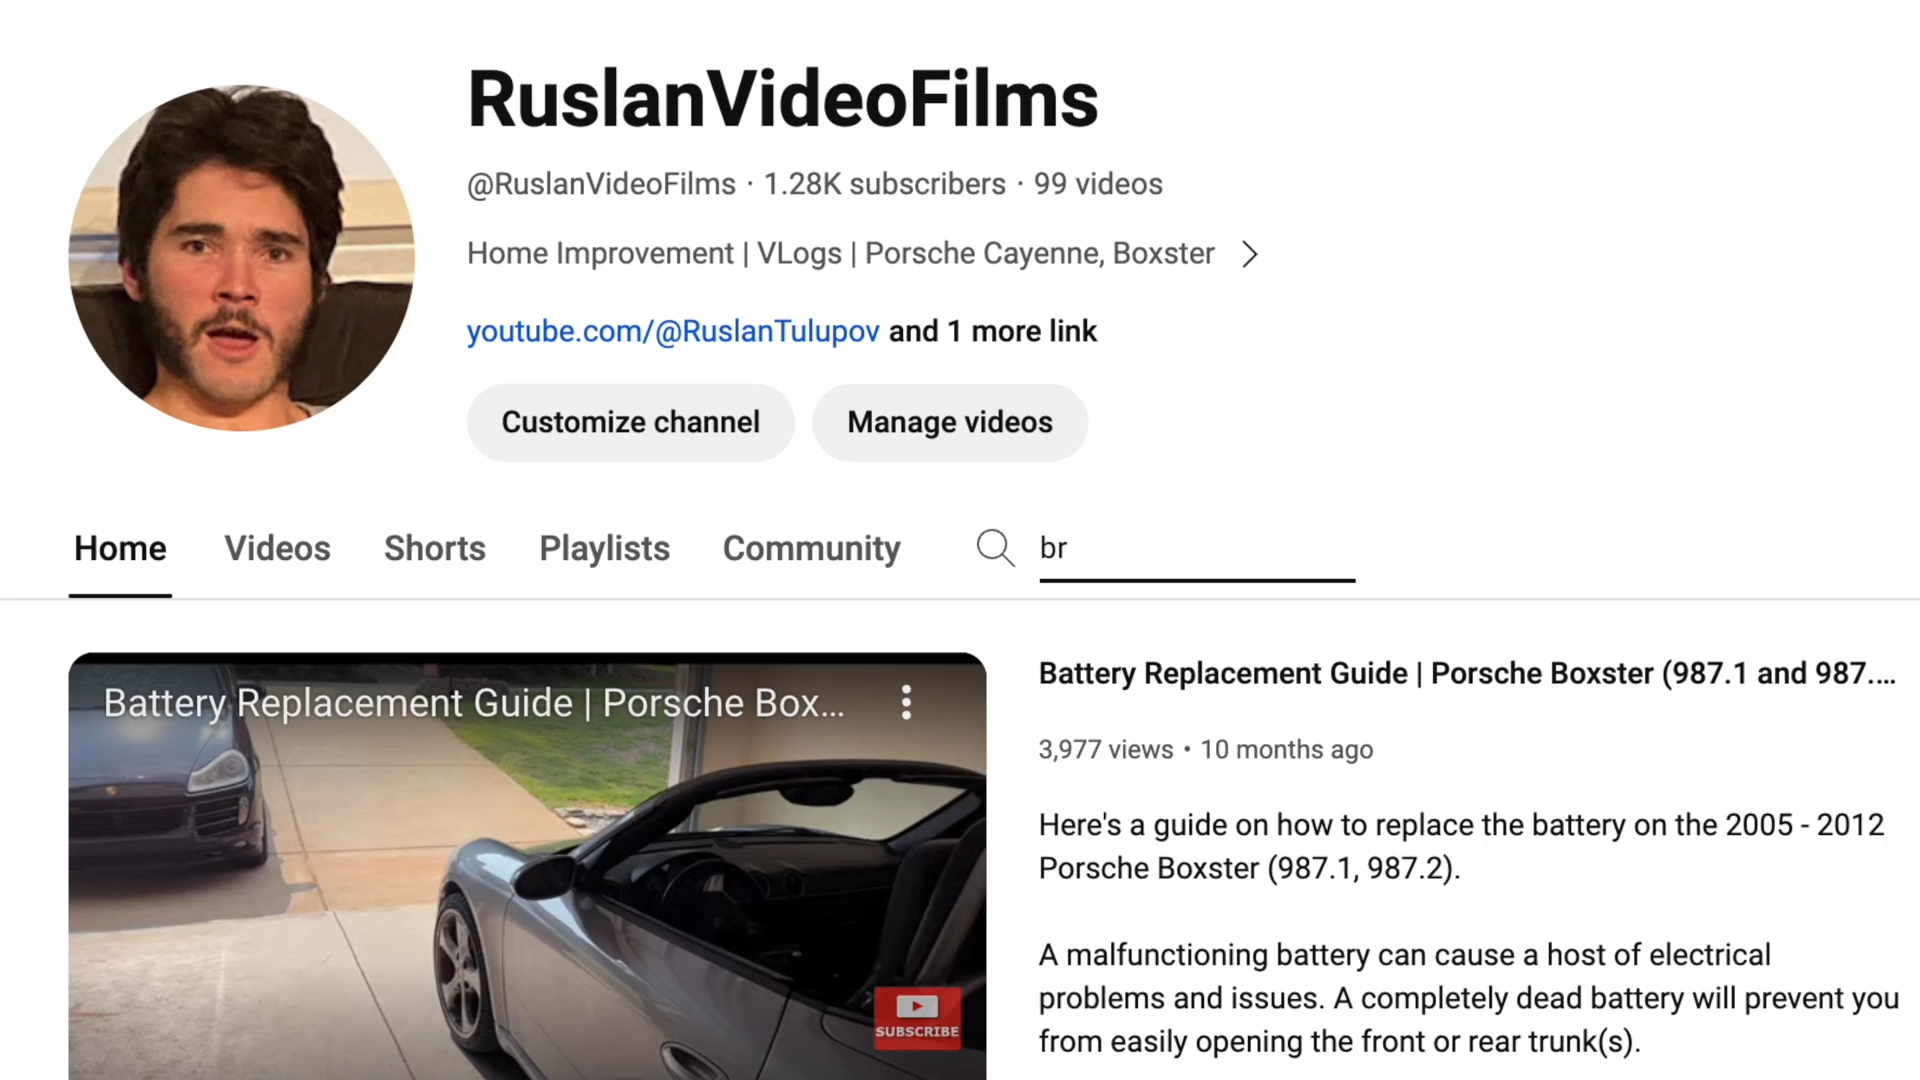 RuslanVideoFilms
@RuslanVideoFilms · 1.28K subscribers · 99 videos
Home Improvement | VLogs | Porsche Cayenne, Boxster
youtube.com/@RuslanTulupov and 1 more link
Customize channel
Manage videos
Home
Videos
Shorts
Playlists
Community
br
Battery Replacement Guide | Porsche Box...
SUBSCRIBE
Battery Replacement Guide | Porsche Boxster (987.1 and 987....
3,977 views • 10 months ago
Here's a guide on how to replace the battery on the 2005 - 2012
Porsche Boxster (987.1, 987.2).
A malfunctioning battery can cause a host of electrical
problems and issues. A completely dead battery will prevent you
from easily opening the front or rear trunk(s).